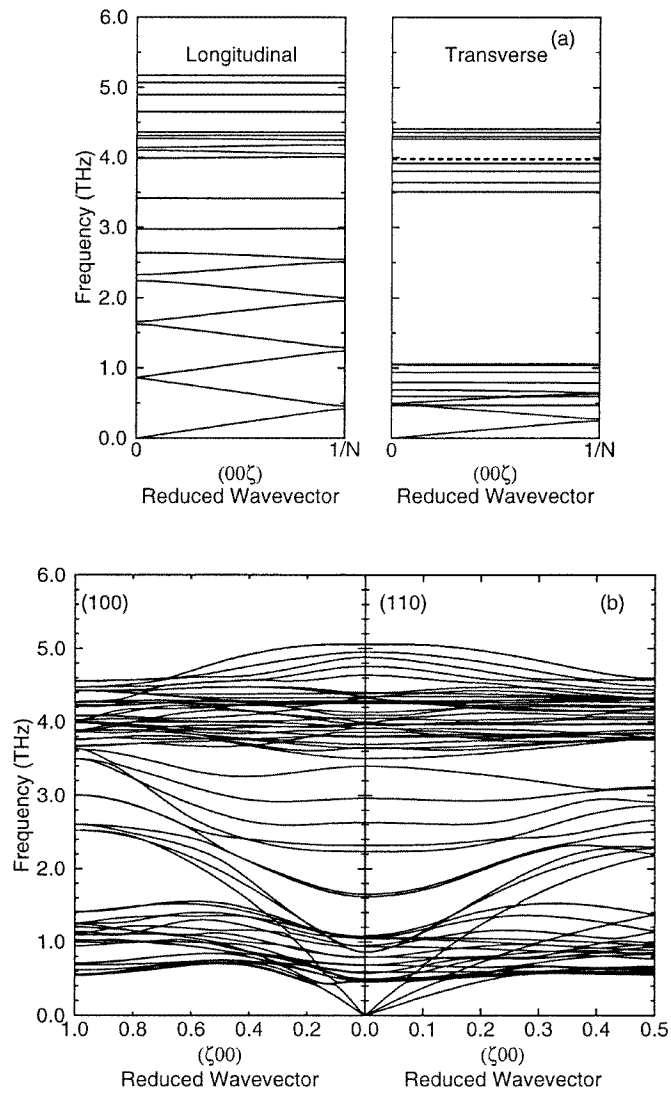 6.0
5.0
4.0
3.0
2.0
1.0
0.0
Frequency (THz)
Longitudinal
0
1/N
(00ζ)
Reduced Wavevector
Transverse
(a)
0
1/N
(00ζ)
Reduced Wavevector
6.0
5.0
4.0
3.0
2.0
1.0
0.0
Frequency (THz)
(100)
(110)
(b)
1.0 0.8 0.6 0.4 0.2 0.0 0.1 0.2 0.3 0.4 0.5
(ζ00)
Reduced Wavevector
(ζ00)
Reduced Wavevector